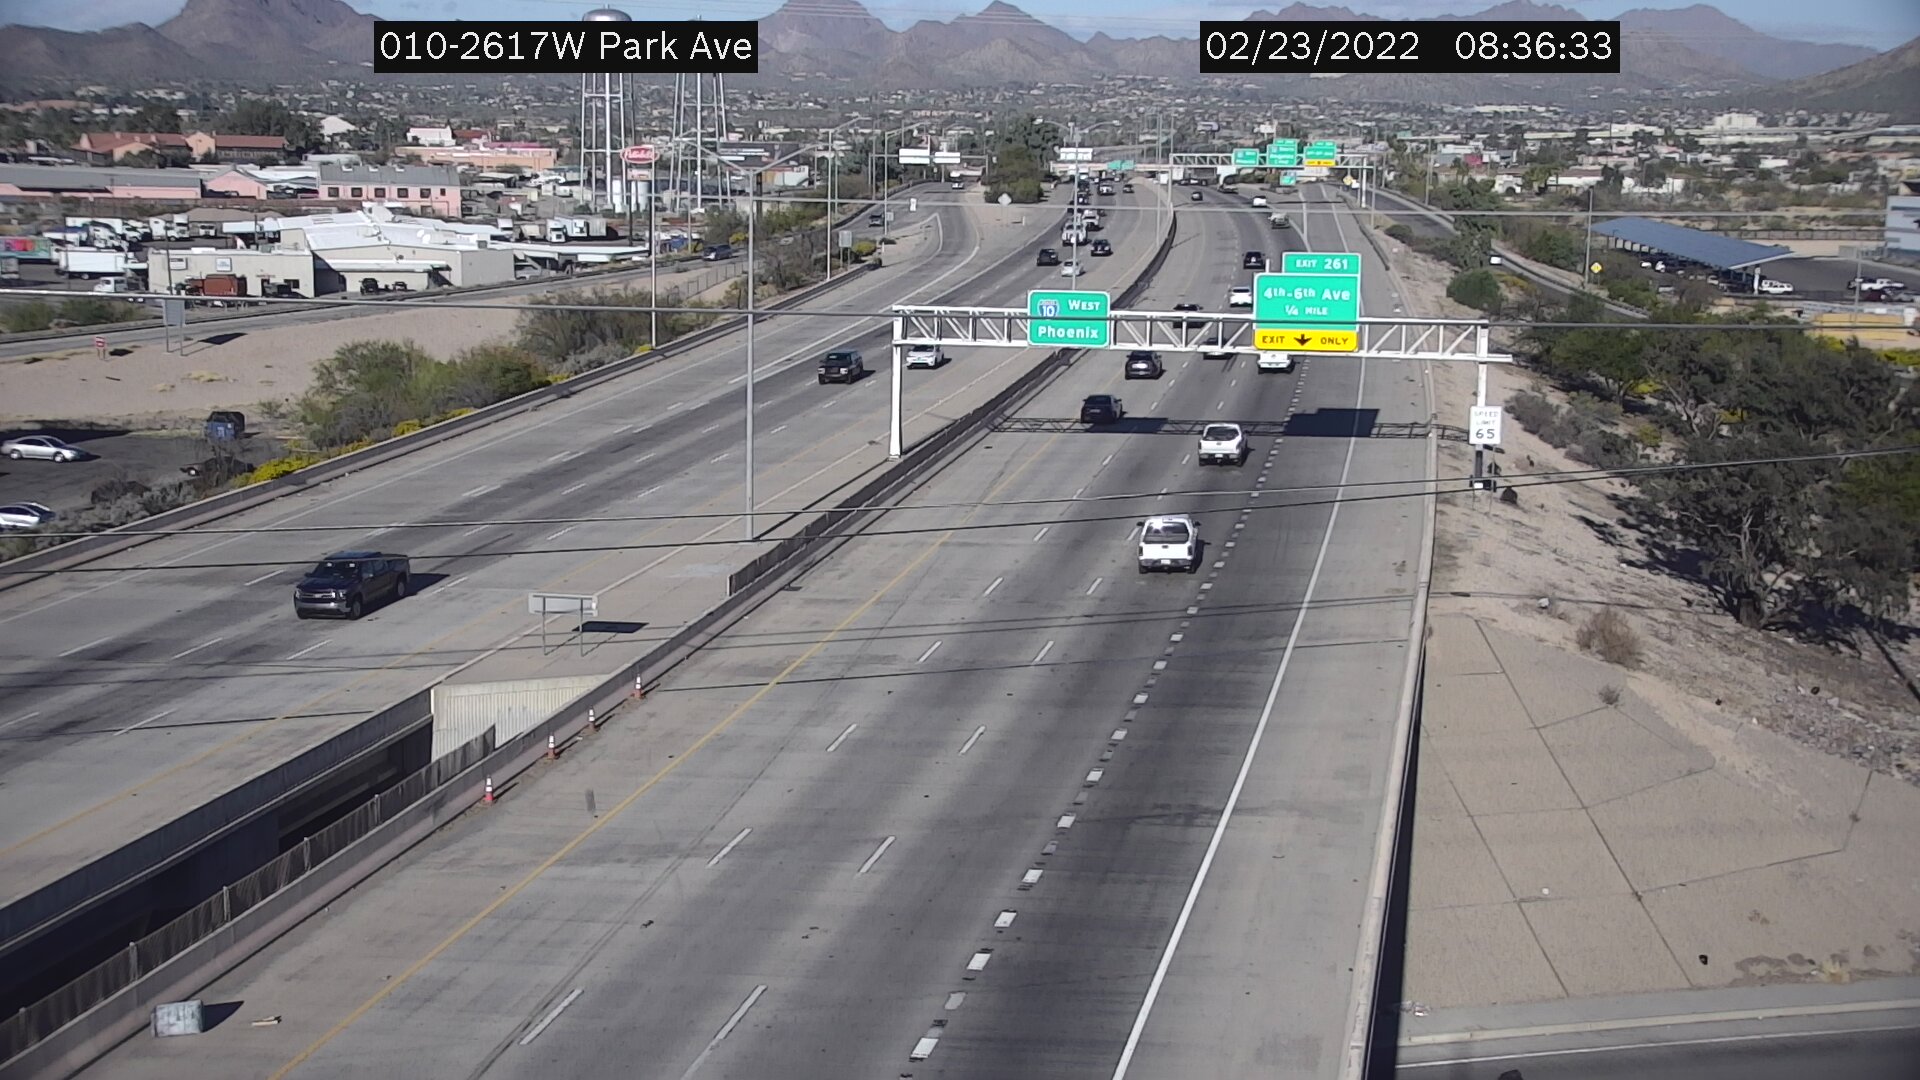 010-2617W Park Ave
02/23/2022 08:36:33
EXIT 261
4th-6th Ave
1/4 MILE
EXIT ONLY
10 WEST
Phoenix
SPEED
LIMIT
65